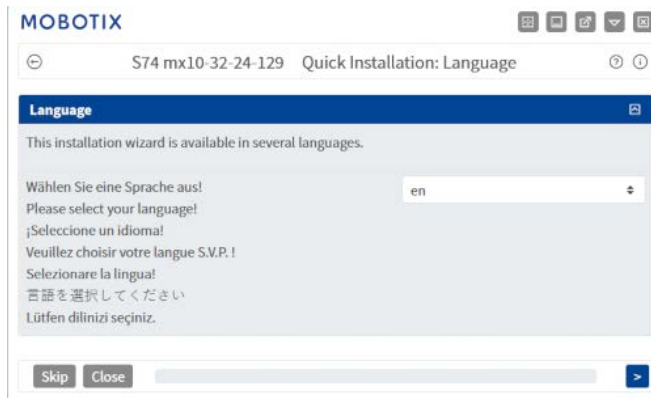 MOBOTIX
S74 mx10-32-24-129 Quick Installation: Language
Language
This installation wizard is available in several languages.
Wählen Sie eine Sprache aus!
en
Please select your language!
¡Seleccione un idioma!
Veuillez choisir votre langue S.V.P. !
Selezionare la lingua!
言語を選択してください
Lütfen dilinizi seçiniz.
Skip Close >